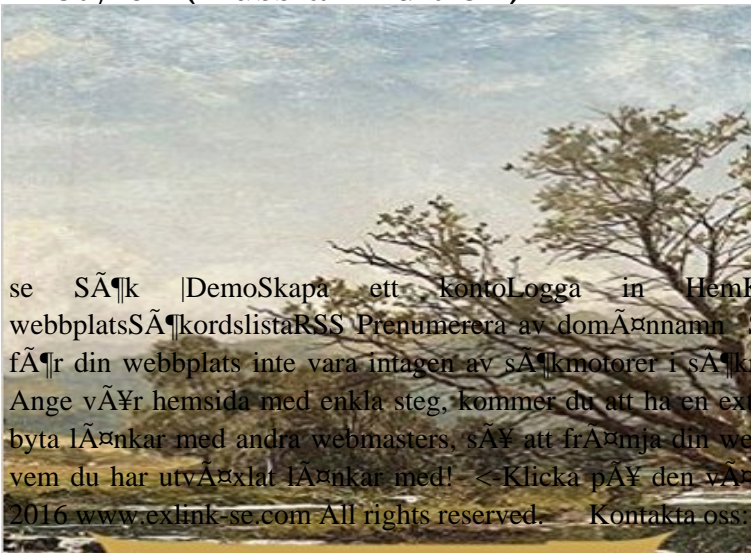 se SÃ¶k |DemoSkapa ett kontoLogga in
webbplatsSÃ¶kordslistaRSS Prenumerera av domÃ¤nnamn
fÃ¶r din webbplats inte vara intagen av sÃ¶kmotorer i
Ange vÃ¥r hemsida med enkla steg, kommer du att ha en
byta lÃ¤nkar med andra webmasters, sÃ¥ att frÃ¤mja din
vem du har utvÃ¤xlat lÃ¤nkar med! <-Klicka pÃ¥ den
2016 www.exlink-se.com All rights reserved. Kontakta oss: